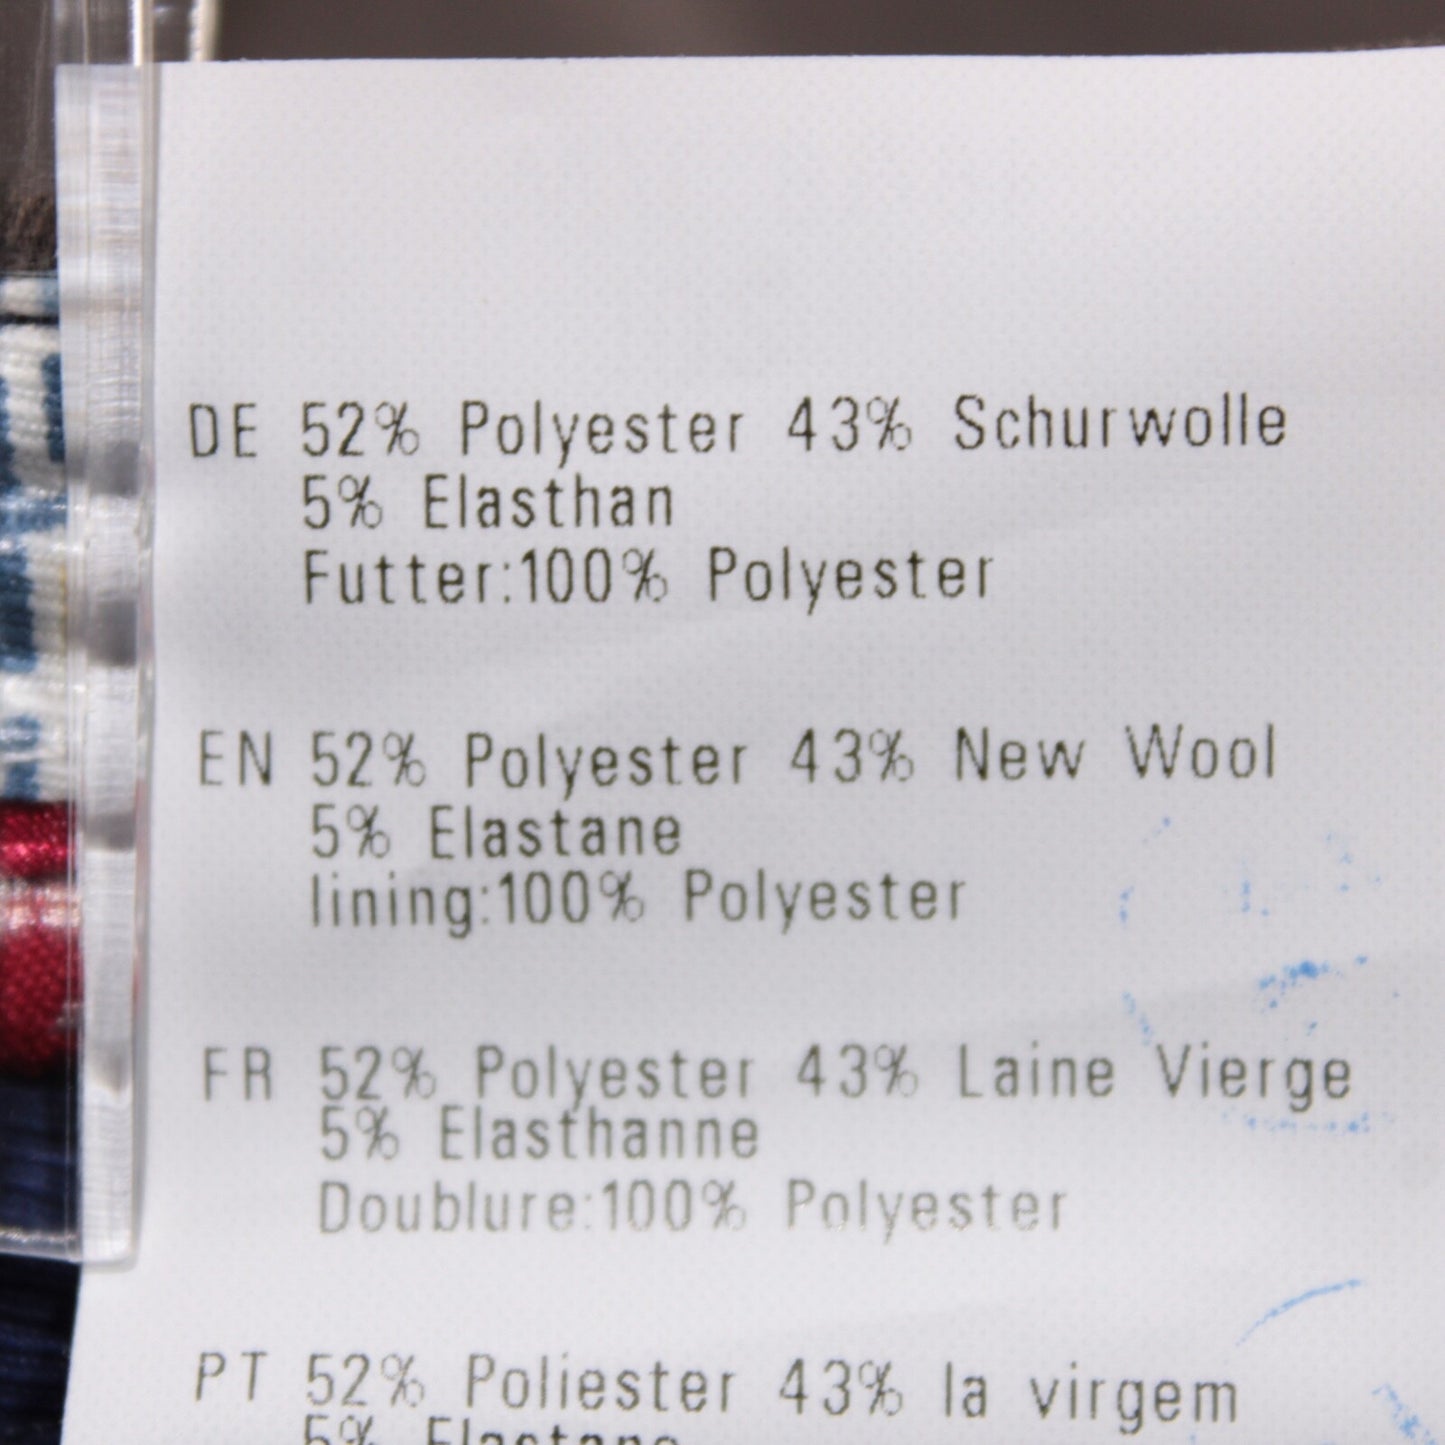 DE 52% Polyester 43% Schurwolle
5% Elasthan
Futter:100% Polyester
EN 52% Polyester 43% New Wool
5% Elastane
lining:100% Polyester
FR 52% Polyester 43% Laine Vierge
5% Elasthanne
Doublure:100% Polyester
PT 52% Poliester 43% la virgem
5% Elastano